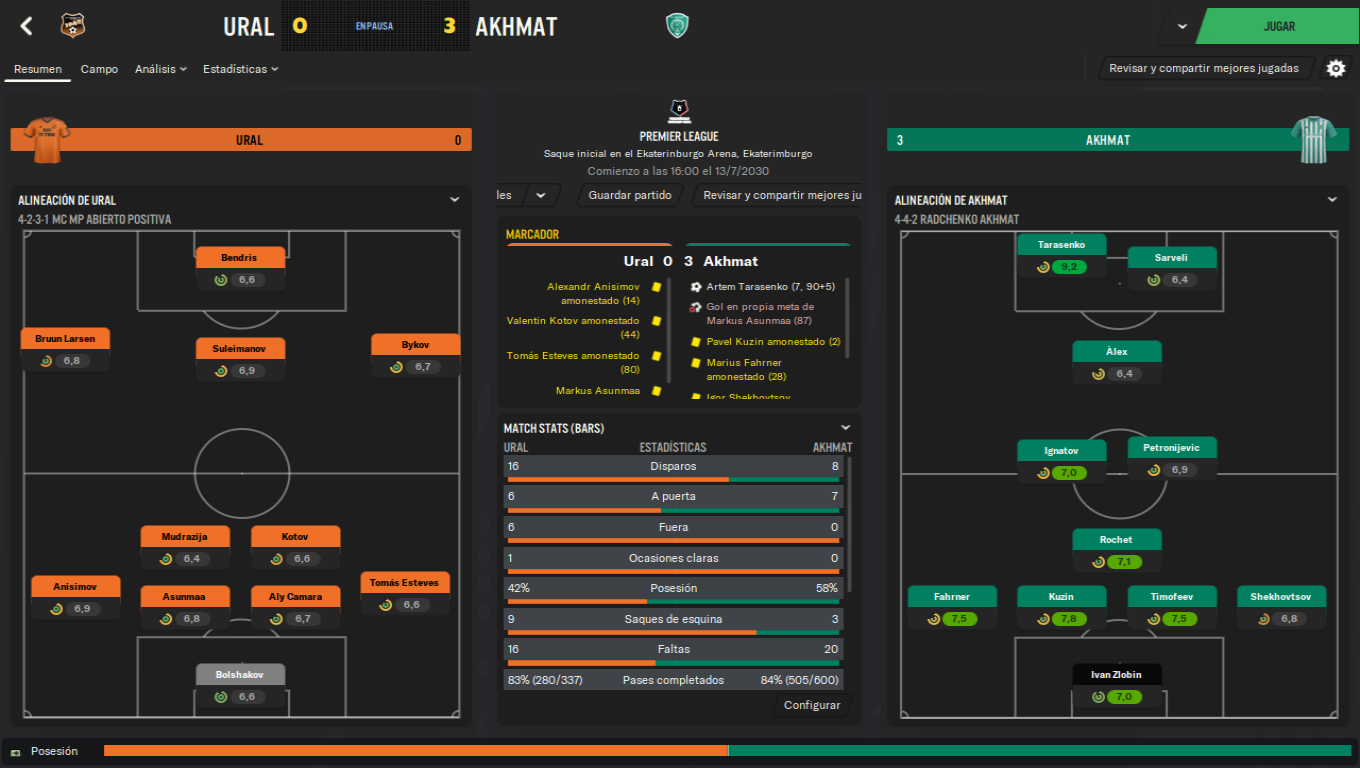 URAL 0 EN PAUSA 3 AKHMAT
JUGAR
Resumen Campo Análisis Estadísticas
Revisar y compartir mejores jugadas
URAL 0
PREMIER LEAGUE
Saque inicial en el Ekaterinburgo Arena, Ekaterimburgo
Comienzo a las 16:00 el 13/7/2030
les Guardar partido Revisar y compartir mejores ju
3 AKHMAT
ALINEACIÓN DE URAL
4-2-3-1 MC MP ABIERTO POSITIVA
Bendris
6,6
Bruun Larsen
6,8
Suleimanov
6,9
Bykov
6,7
Mudrazija
6,4
Kotov
6,6
Anisimov
6,9
Asunmaa
6,8
Aly Camara
6,7
Tomás Esteves
6,6
Bolshakov
6,6
MARCADOR
Ural 0 3 Akhmat
Alexandr Anisimov
amonestado (14)
Valentin Kotov amonestado
(44)
Tomás Esteves amonestado
(80)
Markus Asunmaa
Artem Tarasenko (7, 90+5)
Gol en propia meta de
Markus Asunmaa (87)
Pavel Kuzin amonestado (2)
Marius Fahrner
amonestado (28)
Igor Shekhovtsov
MATCH STATS (BARS)
URAL ESTADÍSTICAS AKHMAT
16 Disparos 8
6 A puerta 7
6 Fuera 0
1 Ocasiones claras 0
42% Posesión 58%
9 Saques de esquina 3
16 Faltas 20
83% (280/337) Pases completados 84% (505/600)
Configurar
ALINEACIÓN DE AKHMAT
4-4-2 RADCHENKO AKHMAT
Tarasenko
9,2
Sarveli
6,4
Àlex
6,4
Ignatov
7,0
Petronijevic
6,9
Rochet
7,1
Fahrner
7,5
Kuzin
7,8
Timofeev
7,5
Shekhovtsov
6,8
Ivan Zlobin
7,0
Posesión